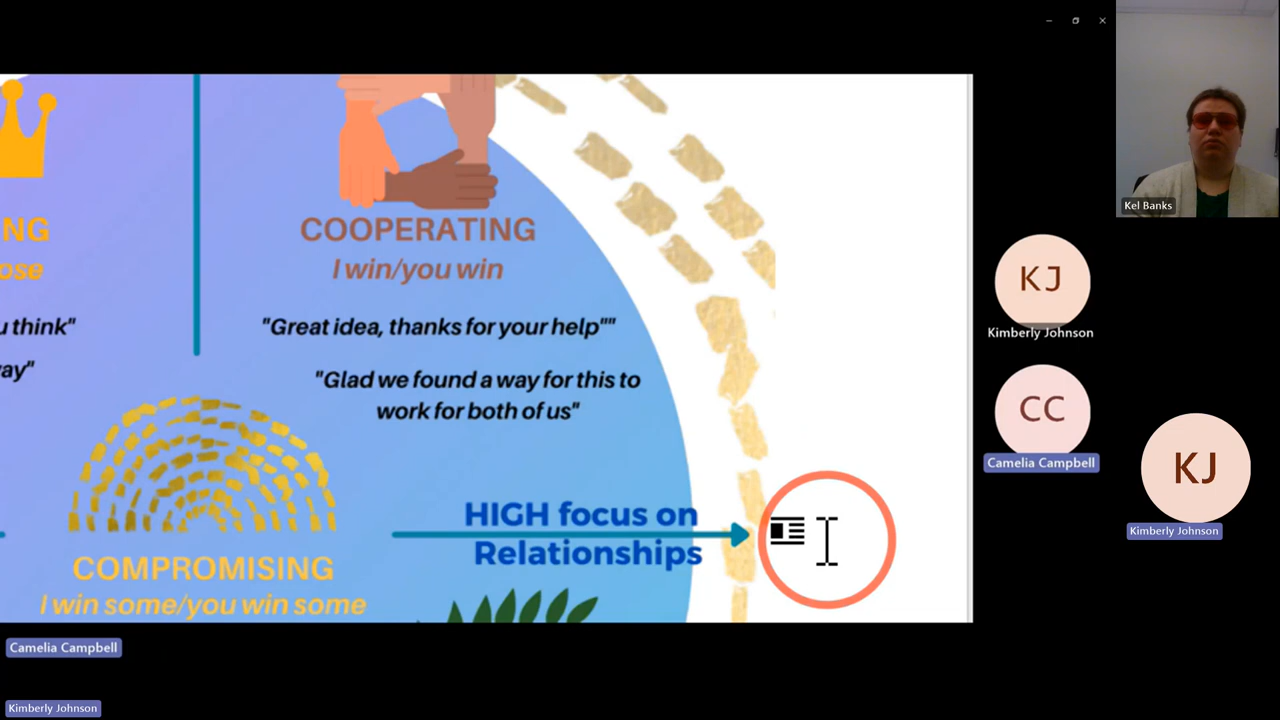 Kel Banks
NG
ose
u think"
ay"
COOPERATING
I win/you win
"Great idea, thanks for your help""
"Glad we found a way for this to
work for both of us"
COMPROMISING
I win some/you win some
HIGH focus on
Relationships
KJ
Kimberly Johnson
CC
Camelia Campbell
KJ
Kimberly Johnson
Camelia Campbell
Kimberly Johnson